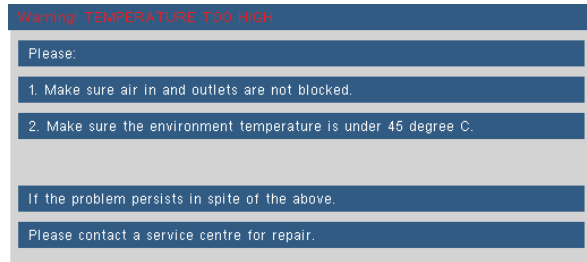 Warning! TEMPERATURE TOO HIGH
Please:
1. Make sure air in and outlets are not blocked.
2. Make sure the environment temperature is under 45 degree C.
If the problem persists in spite of the above.
Please contact a service centre for repair.